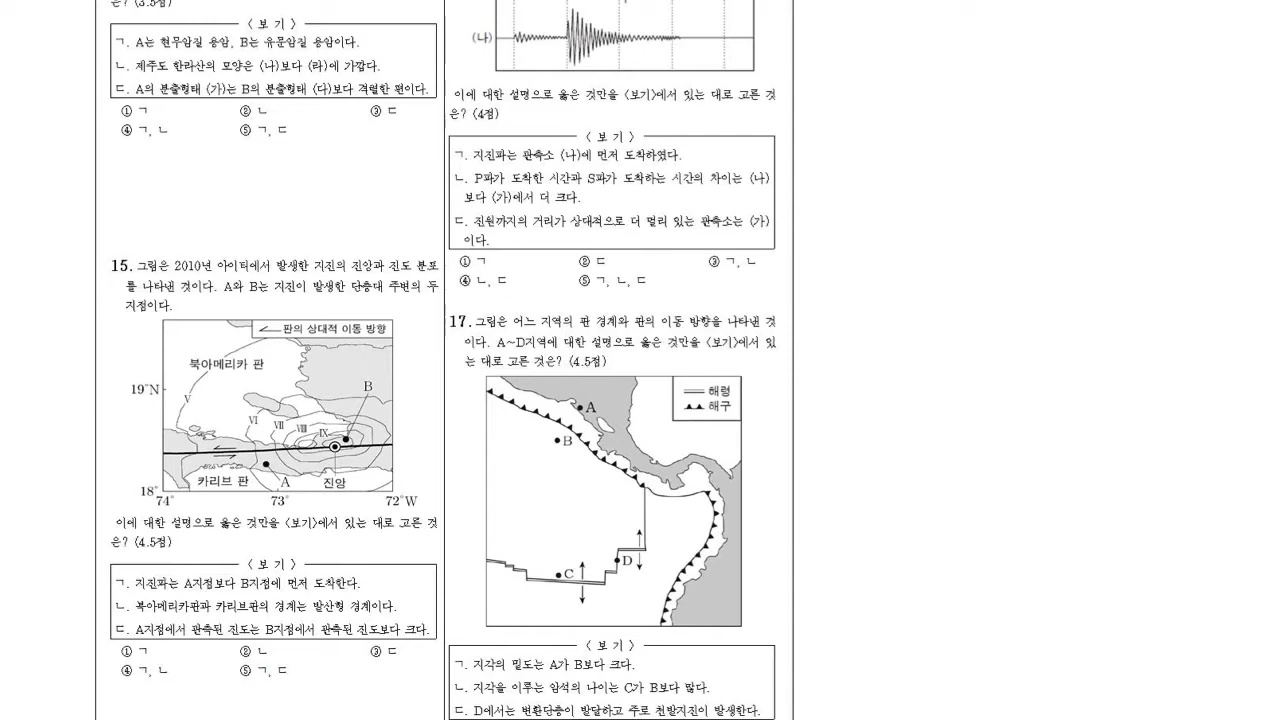 은? (3.5점)
< 보 기 >
ㄱ. A는 현무암질 용암, B는 유문암질 용암이다.
ㄴ. 제주도 한라산의 모양은 (나)보다 (라)에 가깝다.
ㄷ. A의 분출형태 (가)는 B의 분출형태 (다)보다 격렬한 편이다.
① ㄱ ② ㄴ ③ ㄷ
④ ㄱ, ㄴ ⑤ ㄱ, ㄷ
15. 그림은 2010년 아이티에서 발생한 지진의 진앙과 진도 분포
를 나타낸 것이다. A와 B는 지진이 발생한 단층대 주변의 두
지점이다.
판의 상대적 이동 방향
북아메리카 판
B
19°N
V
VI
VII
VIII
IX
카리브 판
A
진앙
18°
74° 73° 72°W
이에 대한 설명으로 옳은 것만을 <보기>에서 있는 대로 고른 것
은? (4.5점)
< 보 기 >
ㄱ. 지진파는 A지점보다 B지점에 먼저 도착한다.
ㄴ. 북아메리카판과 카리브판의 경계는 발산형 경계이다.
ㄷ. A지점에서 관측된 진도는 B지점에서 관측된 진도보다 크다.
① ㄱ ② ㄴ ③ ㄷ
④ ㄱ, ㄴ ⑤ ㄱ, ㄷ
(나)
이에 대한 설명으로 옳은 것만을 <보기>에서 있는 대로 고른 것
은? (4점)
< 보 기 >
ㄱ. 지진파는 관측소 (나)에 먼저 도착하였다.
ㄴ. P파가 도착한 시간과 S파가 도착하는 시간의 차이는 (나)
보다 (가)에서 더 크다.
ㄷ. 진원까지의 거리가 상대적으로 더 멀리 있는 관측소는 (가)
이다.
① ㄱ ② ㄷ ③ ㄱ, ㄴ
④ ㄴ, ㄷ ⑤ ㄱ, ㄴ, ㄷ
17. 그림은 어느 지역의 판 경계와 판의 이동 방향을 나타낸 것
이다. A~D지역에 대한 설명으로 옳은 것만을 <보기>에서 있
는 대로 고른 것은? (4.5점)
해령
해구
A
B
D
C
< 보 기 >
ㄱ. 지각의 밀도는 A가 B보다 크다.
ㄴ. 지각을 이루는 암석의 나이는 C가 B보다 많다.
ㄷ. D에서는 변환단층이 발달하고 주로 천발지진이 발생한다.